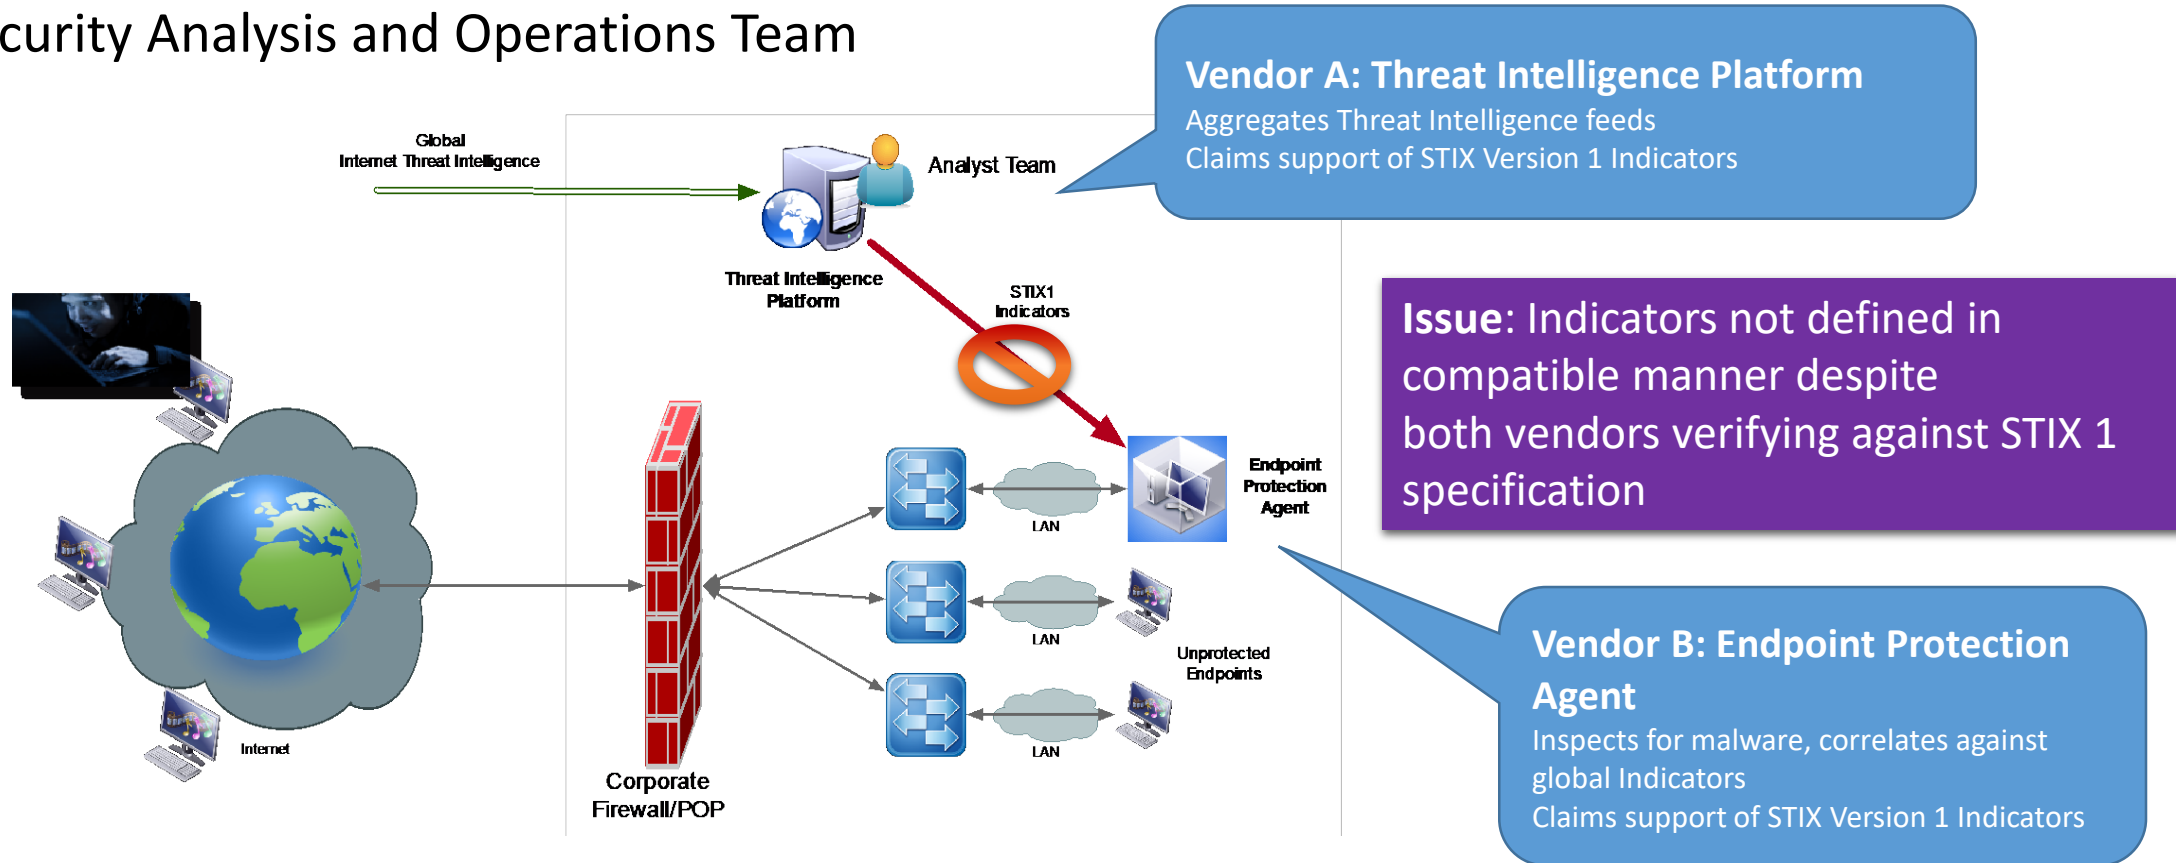 curity Analysis and Operations Team
Vendor A: Threat Intelligence Platform
Aggregates Threat Intelligence feeds
Claims support of STIX Version 1 Indicators
Global
Internet Threat Intelligence
Analyst Team
Threat Intelligence
Platform
STIX1
Indicators
Issue: Indicators not defined in
compatible manner despite
both vendors verifying against STIX 1
specification
Endpoint
Protection
Agent
LAN
LAN
Unprotected
Endpoints
LAN
Internet
Corporate
Firewall/POP
Vendor B: Endpoint Protection
Agent
Inspects for malware, correlates against
global Indicators
Claims support of STIX Version 1 Indicators